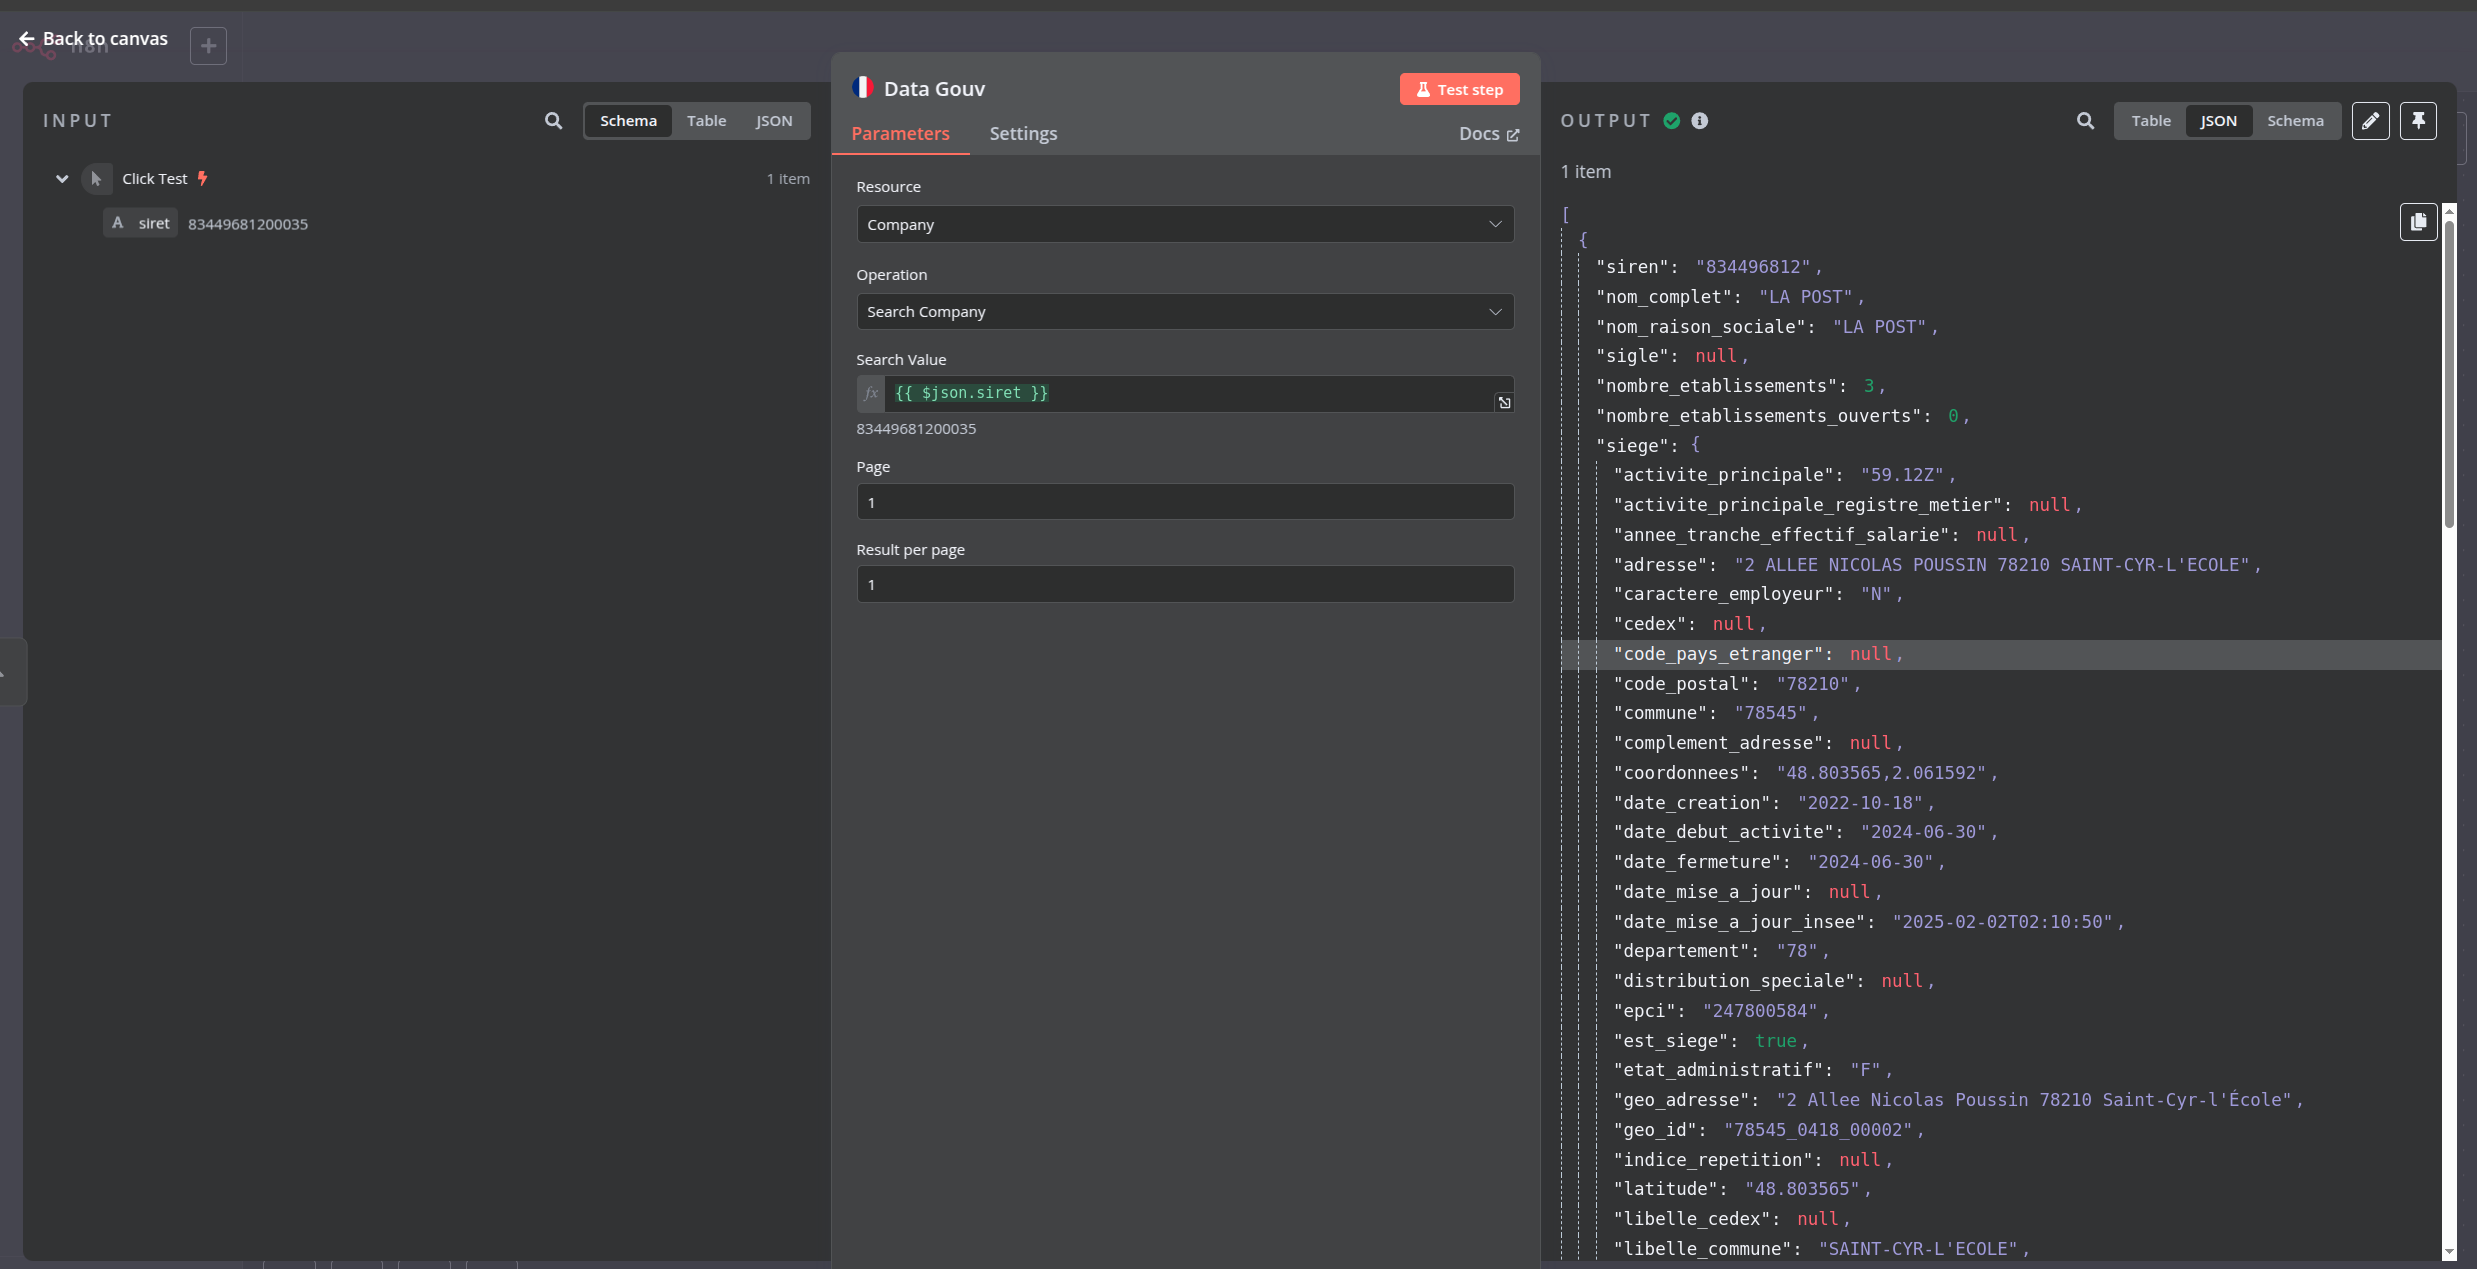 Back to canvas
n8n
INPUT
Schema Table JSON
Click Test 1 item
A siret 83449681200035
Data Gouv
Test step
Parameters Settings Docs
Resource
Company
Operation
Search Company
Search Value
fx {{ $json.siret }}
83449681200035
Page
1
Result per page
1
OUTPUT
Table JSON Schema
1 item
[
{
"siren": "834496812",
"nom_complet": "LA POST",
"nom_raison_sociale": "LA POST",
"sigle": null,
"nombre_etablissements": 3,
"nombre_etablissements_ouverts": 0,
"siege": {
"activite_principale": "59.12Z",
"activite_principale_registre_metier": null,
"annee_tranche_effectif_salarie": null,
"adresse": "2 ALLEE NICOLAS POUSSIN 78210 SAINT-CYR-L'ECOLE",
"caractere_employeur": "N",
"cedex": null,
"code_pays_etranger": null,
"code_postal": "78210",
"commune": "78545",
"complement_adresse": null,
"coordonnees": "48.803565,2.061592",
"date_creation": "2022-10-18",
"date_debut_activite": "2024-06-30",
"date_fermeture": "2024-06-30",
"date_mise_a_jour": null,
"date_mise_a_jour_insee": "2025-02-02T02:10:50",
"departement": "78",
"distribution_speciale": null,
"epci": "247800584",
"est_siege": true,
"etat_administratif": "F",
"geo_adresse": "2 Allee Nicolas Poussin 78210 Saint-Cyr-l'École",
"geo_id": "78545_0418_00002",
"indice_repetition": null,
"latitude": "48.803565",
"libelle_cedex": null,
"libelle_commune": "SAINT-CYR-L'ECOLE",